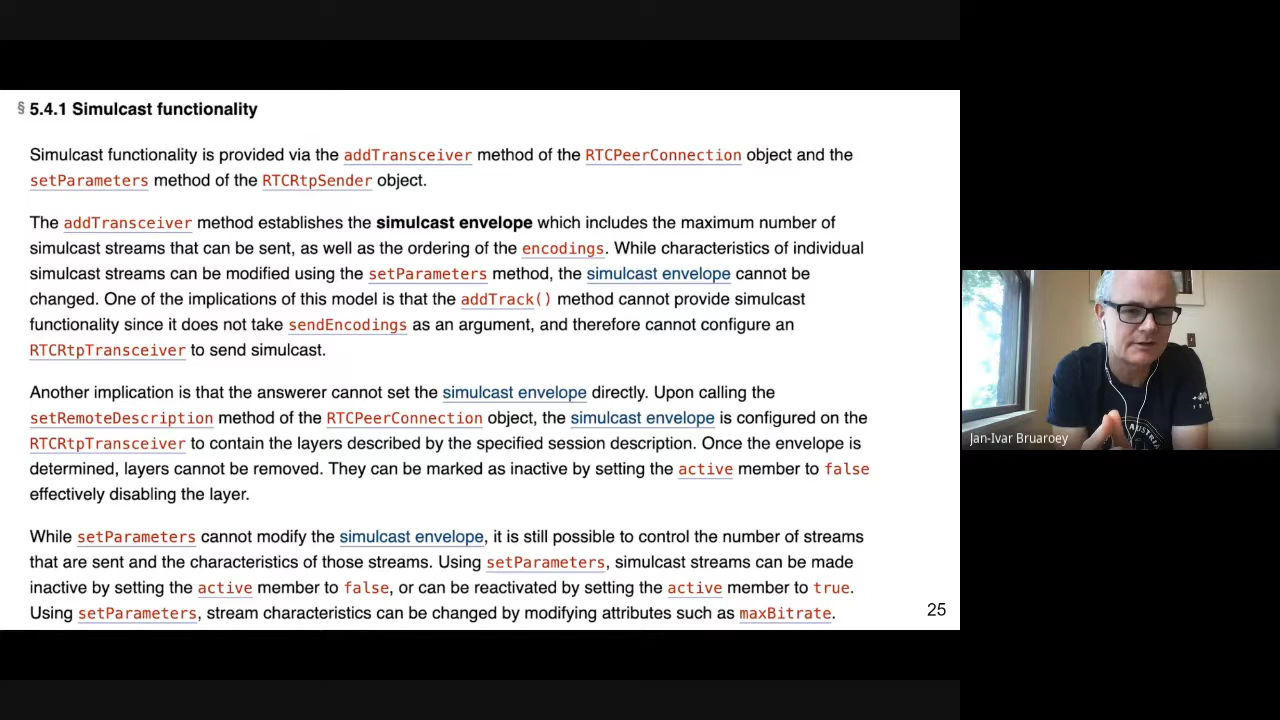 § 5.4.1 Simulcast functionality
Simulcast functionality is provided via the addTransceiver method of the RTCPeerConnection object and the
setParameters method of the RTCRtpSender object.
The addTransceiver method establishes the simulcast envelope which includes the maximum number of
simulcast streams that can be sent, as well as the ordering of the encodings. While characteristics of individual
simulcast streams can be modified using the setParameters method, the simulcast envelope cannot be
changed. One of the implications of this model is that the addTrack() method cannot provide simulcast
functionality since it does not take sendEncodings as an argument, and therefore cannot configure an
RTCRtpTransceiver to send simulcast.
Another implication is that the answerer cannot set the simulcast envelope directly. Upon calling the
setRemoteDescription method of the RTCPeerConnection object, the simulcast envelope is configured on the
RTCRtpTransceiver to contain the layers described by the specified session description. Once the envelope is
determined, layers cannot be removed. They can be marked as inactive by setting the active member to false
effectively disabling the layer.
While setParameters cannot modify the simulcast envelope, it is still possible to control the number of streams
that are sent and the characteristics of those streams. Using setParameters, simulcast streams can be made
inactive by setting the active member to false, or can be reactivated by setting the active member to true.
Using setParameters, stream characteristics can be changed by modifying attributes such as maxBitrate.
25
Jan-Ivar Bruaroey